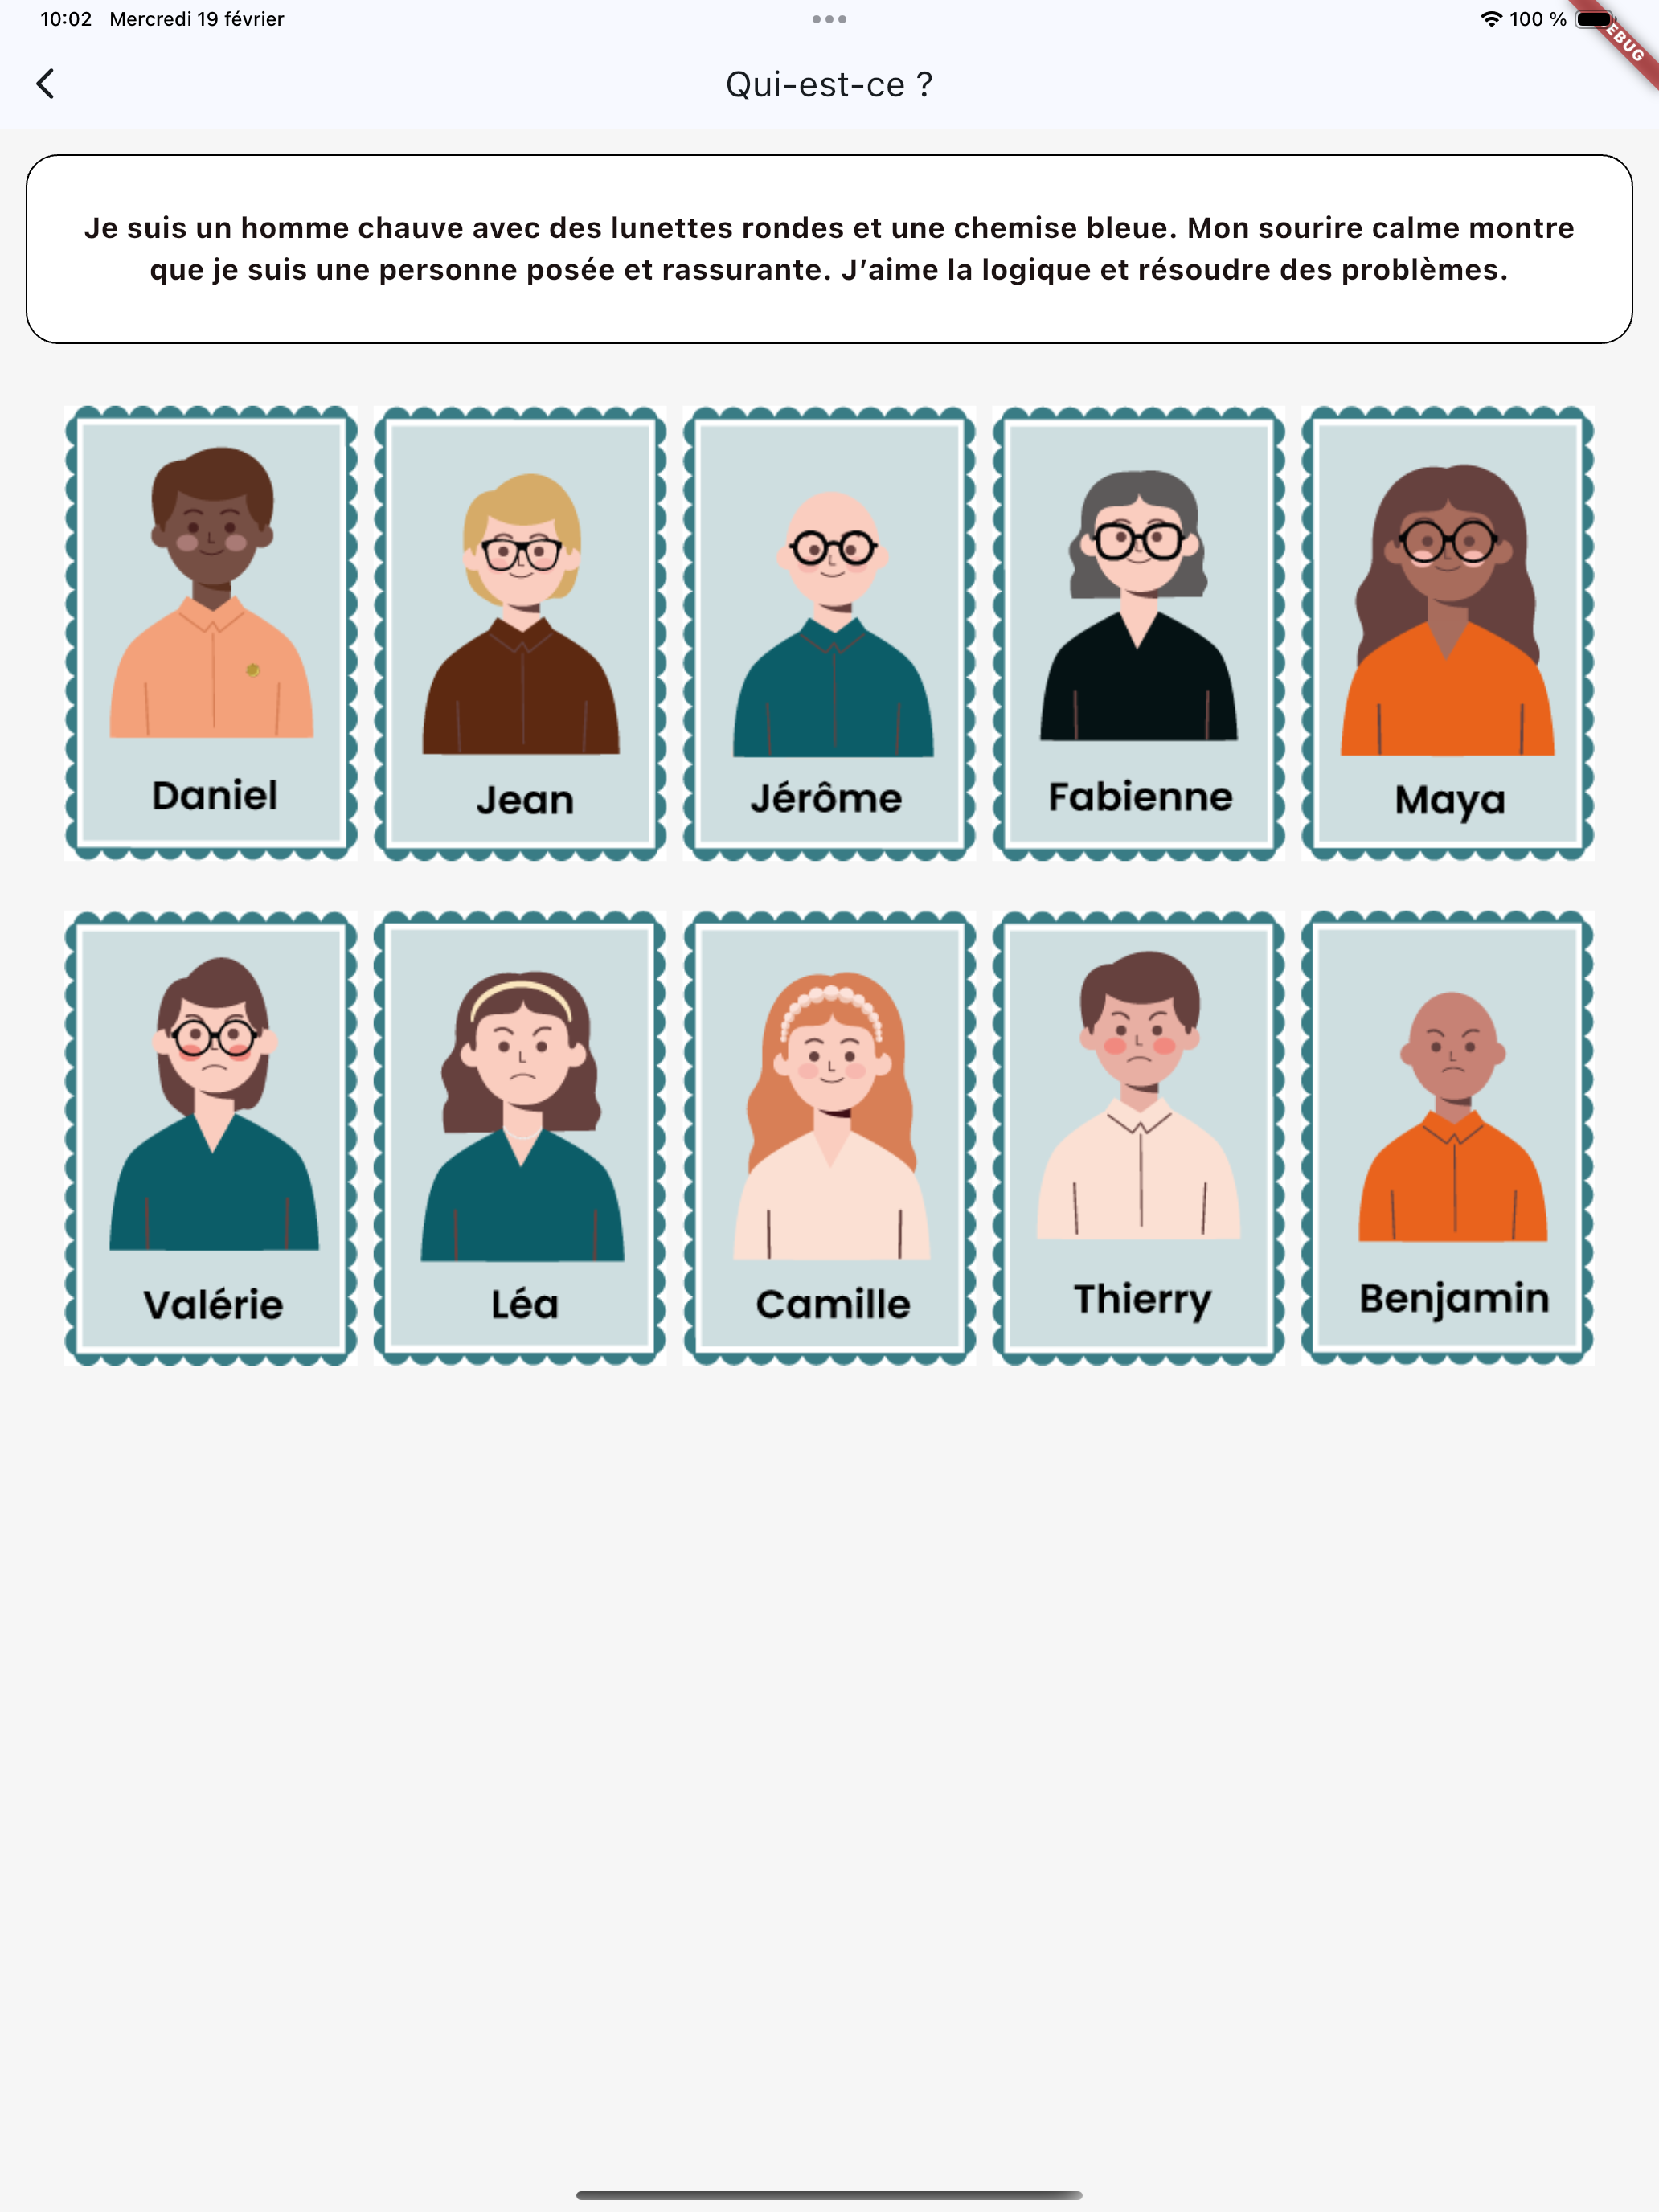 10:02 Mercredi 19 février
100 %
Qui-est-ce ?
Je suis un homme chauve avec des lunettes rondes et une chemise bleue. Mon sourire calme montre
que je suis une personne posée et rassurante. J’aime la logique et résoudre des problèmes.
Daniel
Jean
Jérôme
Fabienne
Maya
Valérie
Léa
Camille
Thierry
Benjamin